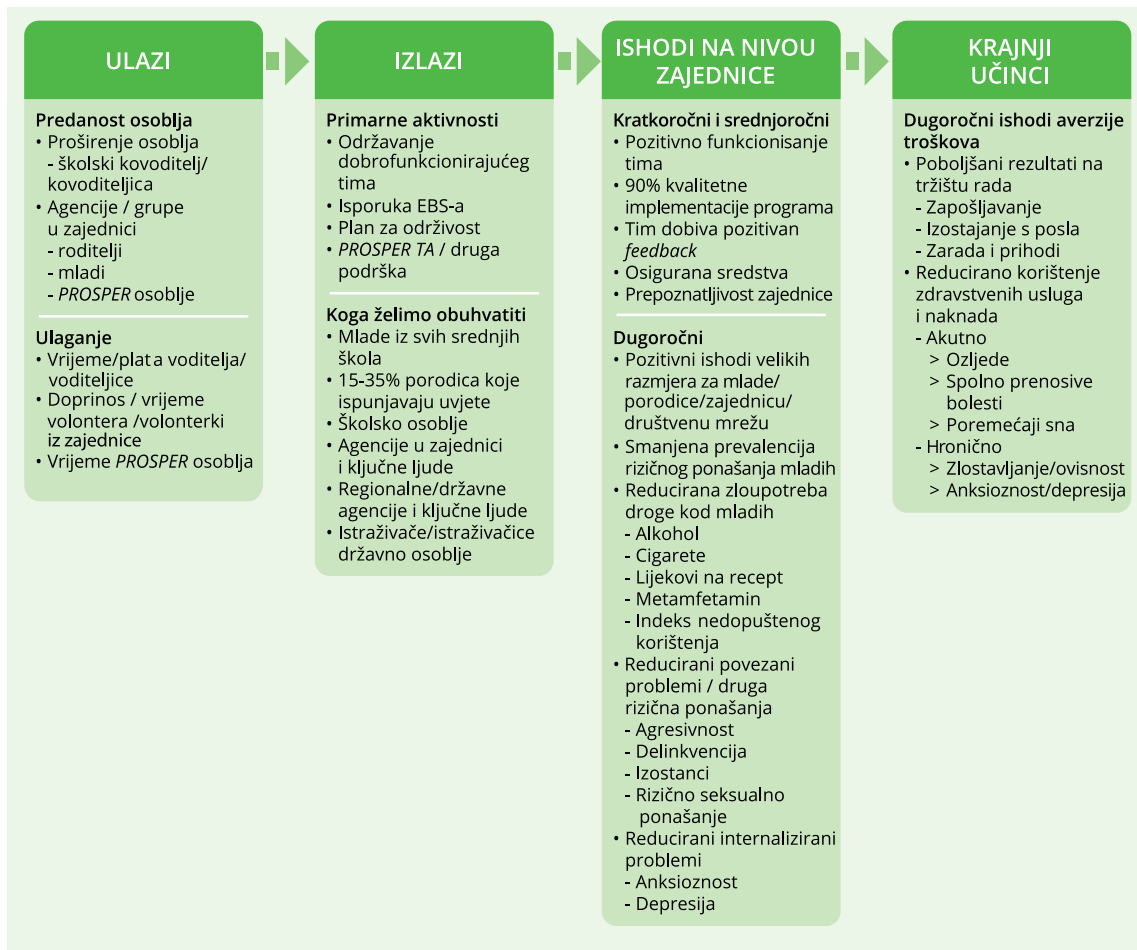 ULAZI
Predanost osoblja
• Proširenje osoblja
- školski kovoditelj/
kovoditeljica
• Agencije / grupe
u zajednici
- roditelji
- mladi
- PROSPER osoblje
Ulaganje
• Vrijeme/plata voditelja/
voditeljice
• Doprinos / vrijeme
volontera /volonterki
iz zajednice
• Vrijeme PROSPER osoblja
IZLAZI
Primarne aktivnosti
• Održavanje
dobrofunkcionirajućeg
tima
• Isporuka EBS-a
• Plan za održivost
• PROSPER TA / druga
podrška
Koga želimo obuhvatiti
• Mlade iz svih srednjih
škola
• 15-35% porodica koje
ispunjavaju uvjete
• Školsko osoblje
• Agencije u zajednici
i ključne ljude
• Regionalne/državne
agencije i ključne ljude
• Istraživače/istraživačice
državno osoblje
ISHODI NA NIVOU
ZAJEDNICE
Kratkoročni i srednjoročni
• Pozitivno funkcionisanje
tima
• 90% kvalitetne
implementacije programa
• Tim dobiva pozitivan
feedback
• Osigurana sredstva
• Prepoznatljivost zajednice
Dugoročni
• Pozitivni ishodi velikih
razmjera za mlade/
porodice/zajednicu/
društvenu mrežu
• Smanjena prevalencija
rizičnog ponašanja mladih
• Reducirana zloupotreba
droge kod mladih
- Alkohol
- Cigarete
- Lijekovi na recept
- Metamfetamin
- Indeks nedopuštenog
korištenja
• Reducirani povezani
problemi / druga
rizična ponašanja
- Agresivnost
- Delinkvencija
- Izostanci
- Rizično seksualno
ponašanje
• Reducirani internalizirani
problemi
- Anksioznost
- Depresija
KRAJNJI
UČINCI
Dugoročni ishodi averzije
troškova
• Poboljšani rezultati na
tržištu rada
- Zapošljavanje
- Izostajanje s posla
- Zarada i prihodi
• Reducirano korištenje
zdravstvenih usluga
i naknada
- Akutno
> Ozljede
> Spolno prenosive
bolesti
> Poremećaji sna
- Hronično
> Zlostavljanje/ovisnost
> Anksioznost/depresija